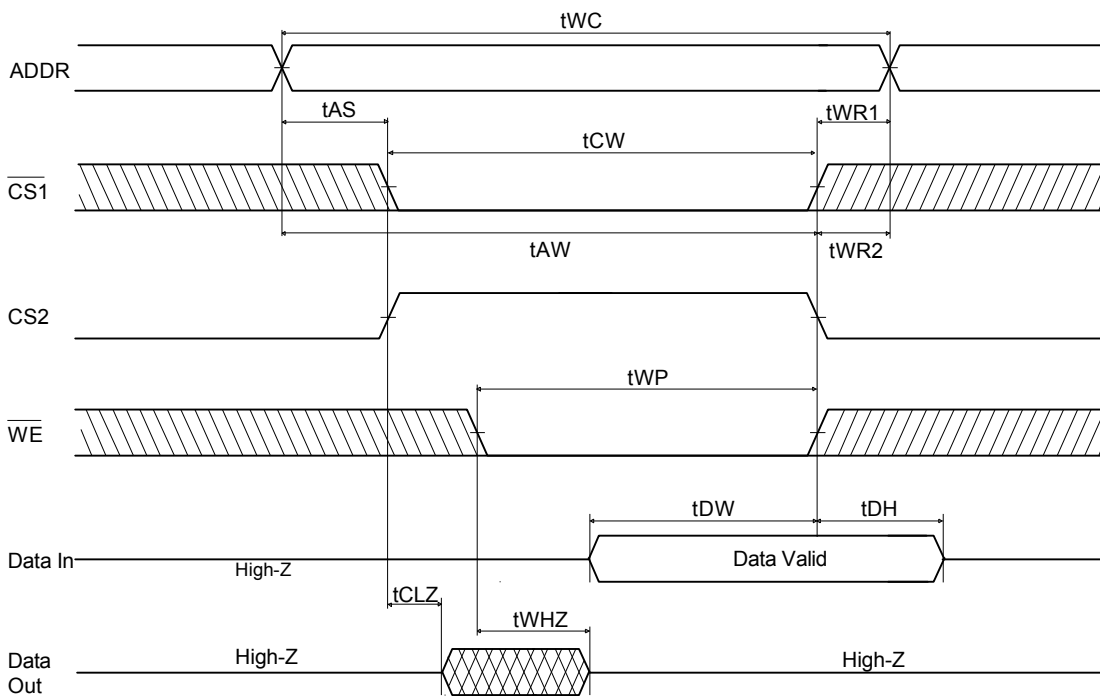 tWC
ADDR
tAS
tWR1
tCW
CS1
tAW
tWR2
CS2
tWP
WE
tDW
tDH
Data In
High-Z
Data Valid
tCLZ
tWHZ
Data
Out
High-Z
High-Z